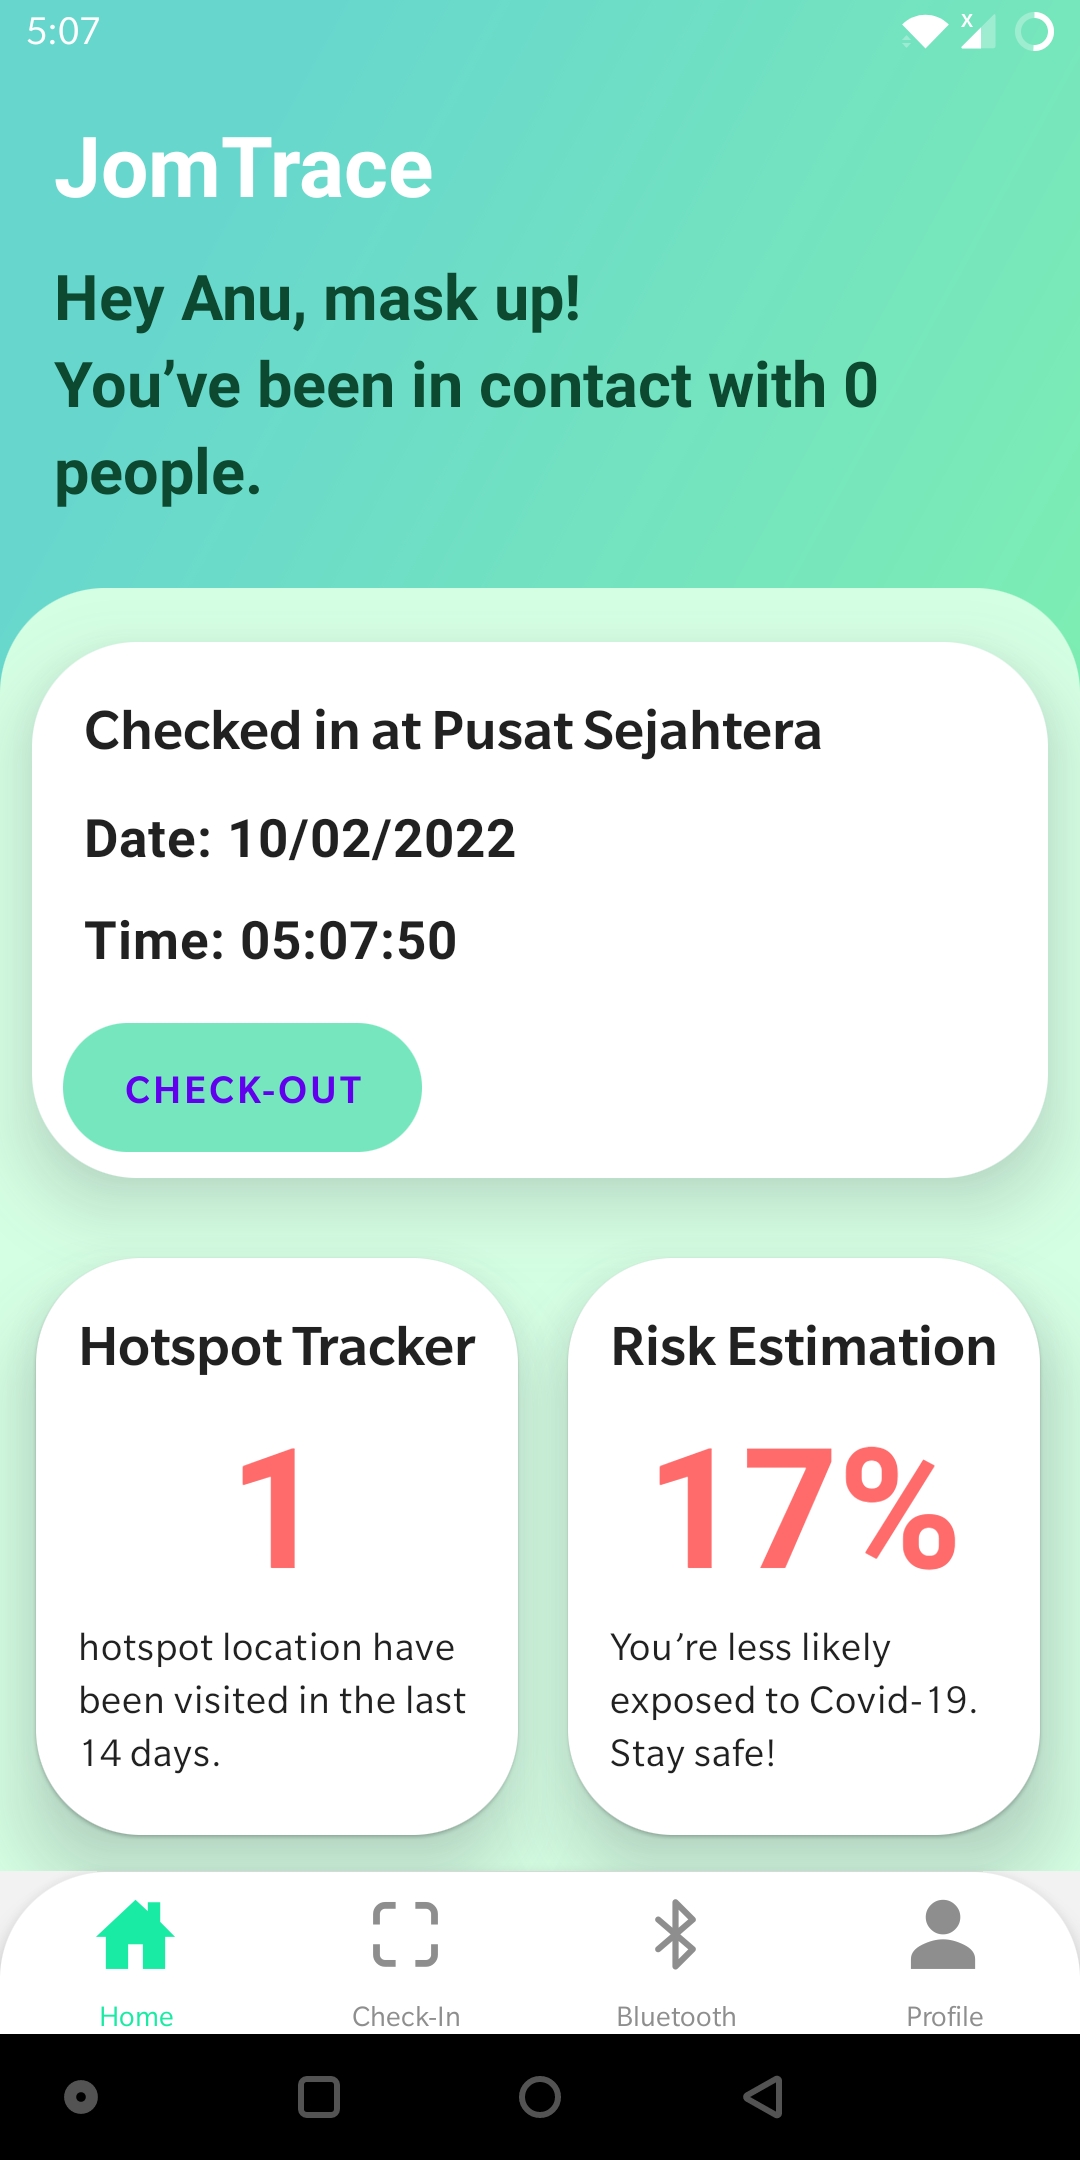 5:07
JomTrace
Hey Anu, mask up!
You’ve been in contact with 0
people.
Checked in at Pusat Sejahtera
Date: 10/02/2022
Time: 05:07:50
CHECK-OUT
Hotspot Tracker
1
hotspot location have
been visited in the last
14 days.
Risk Estimation
17%
You’re less likely
exposed to Covid-19.
Stay safe!
Home
Check-In
Bluetooth
Profile